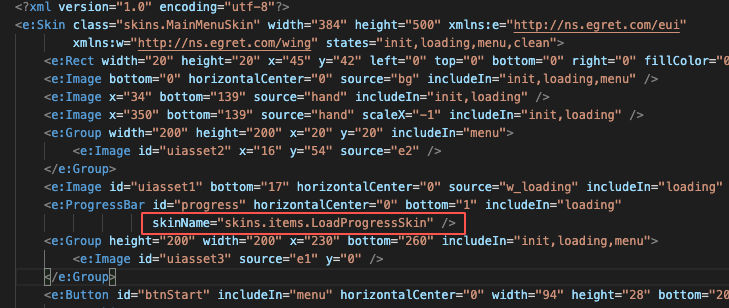 <?xml version="1.0" encoding="utf-8"?>
<e:Skin class="skins.MainMenuSkin" width="384" height="500" xmlns:e="http://ns.egret.com/eui"
xmlns:w="http://ns.egret.com/wing" states="init,loading,menu,clean">
<e:Rect width="20" height="20" x="45" y="42" left="0" top="0" bottom="0" right="0" fillColor="0
<e:Image bottom="0" horizontalCenter="0" source="bg" includeIn="init,loading,menu" />
<e:Image x="34" bottom="139" source="hand" includeIn="init,loading" />
<e:Image x="350" bottom="139" source="hand" scaleX="-1" includeIn="init,loading" />
<e:Group width="200" height="200" x="20" y="20" includeIn="menu">
<e:Image id="uiasset2" x="16" y="54" source="e2" />
</e:Group>
<e:Image id="uiasset1" bottom="17" horizontalCenter="0" source="w_loading" includeIn="loading"
<e:ProgressBar id="progress" horizontalCenter="0" bottom="1" includeIn="loading"
skinName="skins.items.LoadProgressSkin" />
<e:Group height="200" width="200" x="230" bottom="260" includeIn="init,loading,menu">
<e:Image id="uiasset3" source="e1" y="0" />
</e:Group>
<e:Button id="btnStart" includeIn="menu" horizontalCenter="0" width="94" height="28" bottom="20